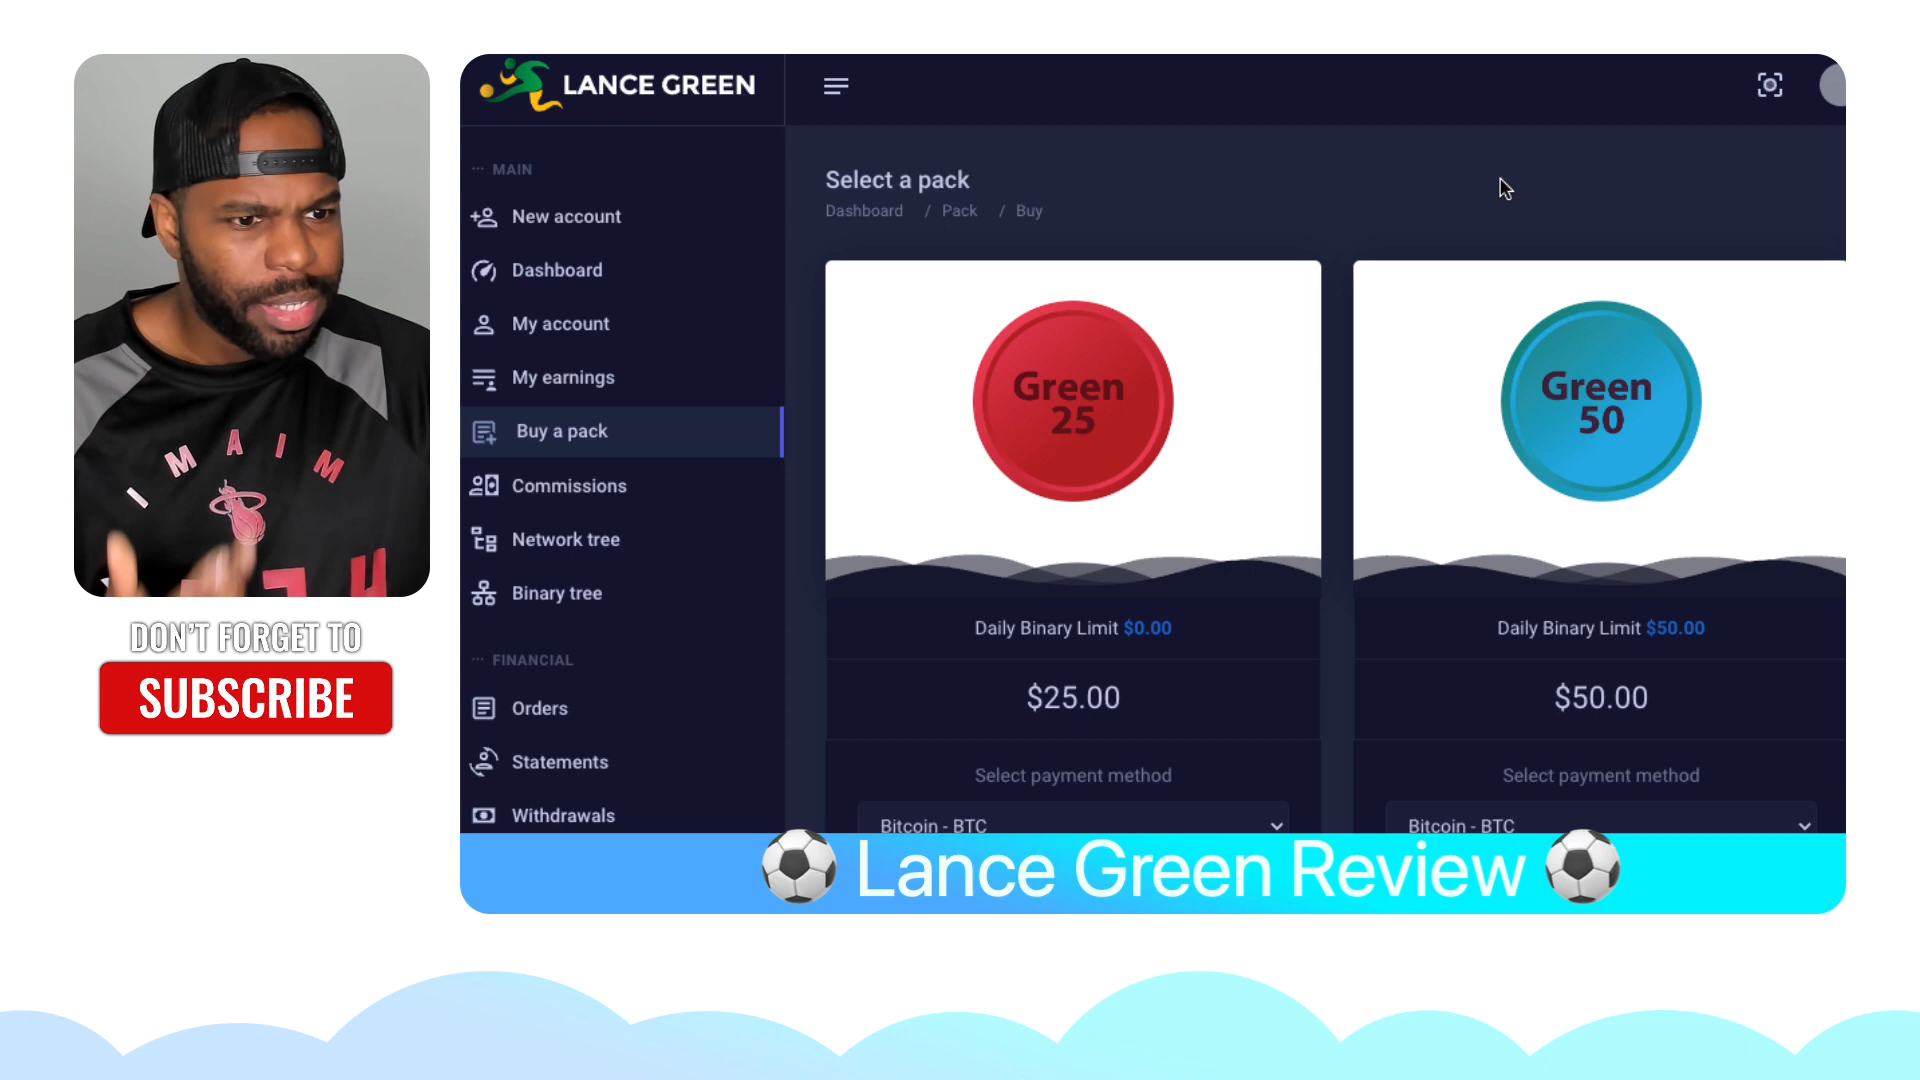 I MAIM
DON'T FORGET TO
SUBSCRIBE
LANCE GREEN
MAIN
New account
Dashboard
My account
My earnings
Buy a pack
Commissions
Network tree
Binary tree
FINANCIAL
Orders
Statements
Withdrawals
Select a pack
Dashboard / Pack / Buy
Green
25
Daily Binary Limit $0.00
$25.00
Select payment method
Bitcoin - BTC
Green
50
Daily Binary Limit $50.00
$50.00
Select payment method
Bitcoin - BTC
Lance Green Review